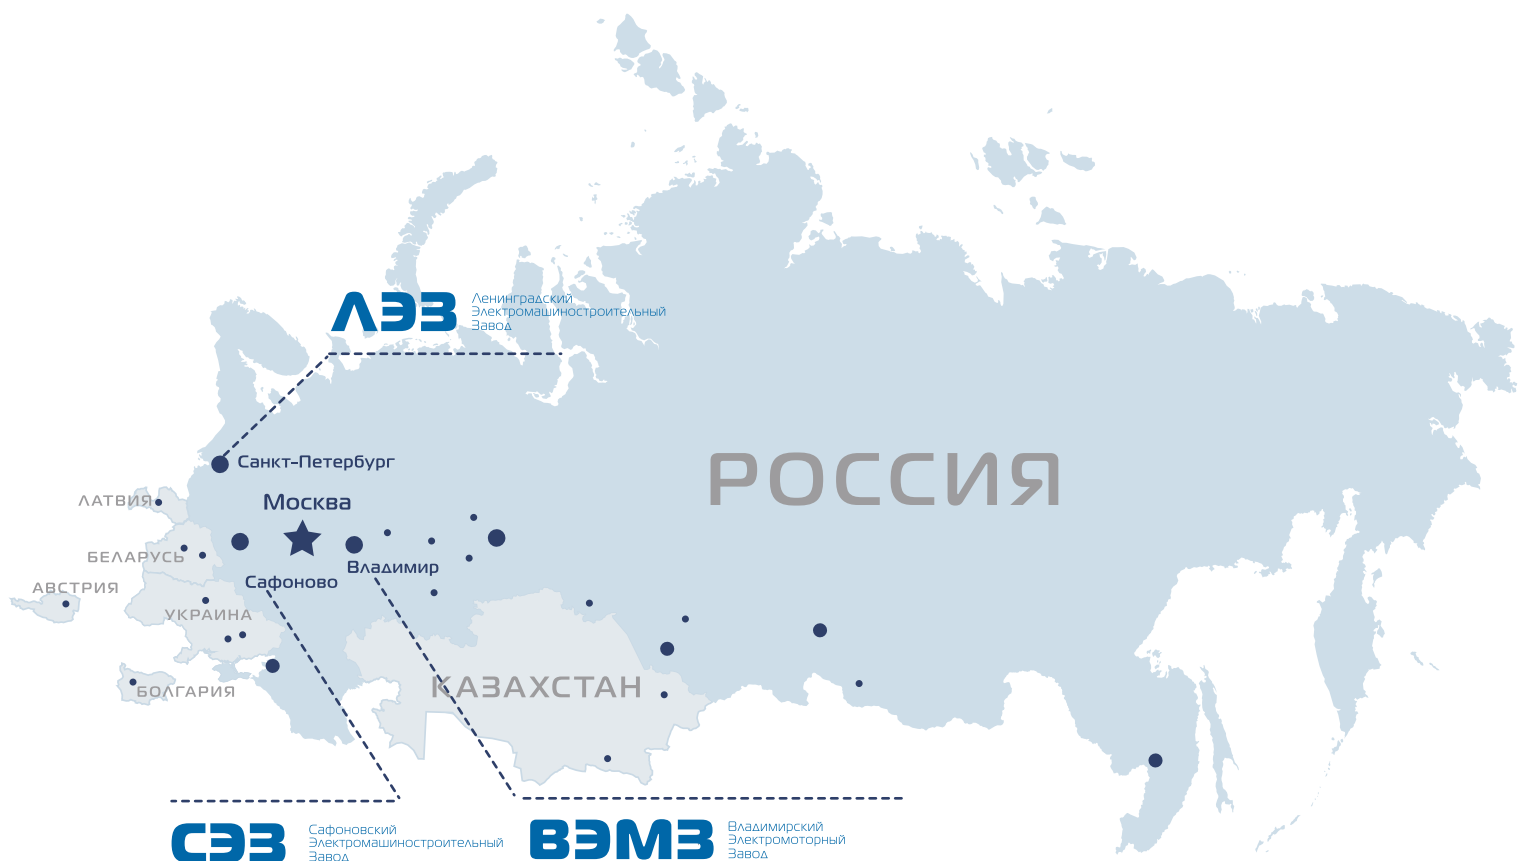 ЛЭЗ
Ленинградский
Электромашиностроительный
Завод
РОССИЯ
Санкт-Петербург
ЛАТВИЯ
Москва
БЕЛАРУСЬ
Владимир
Сафоново
АВСТРИЯ
УКРАИНА
КАЗАХСТАН
БОЛГАРИЯ
СЭЗ
Сафоновский
Электромашиностроительный
Завод
ВЭМЗ
Владимирский
Электромоторный
Завод